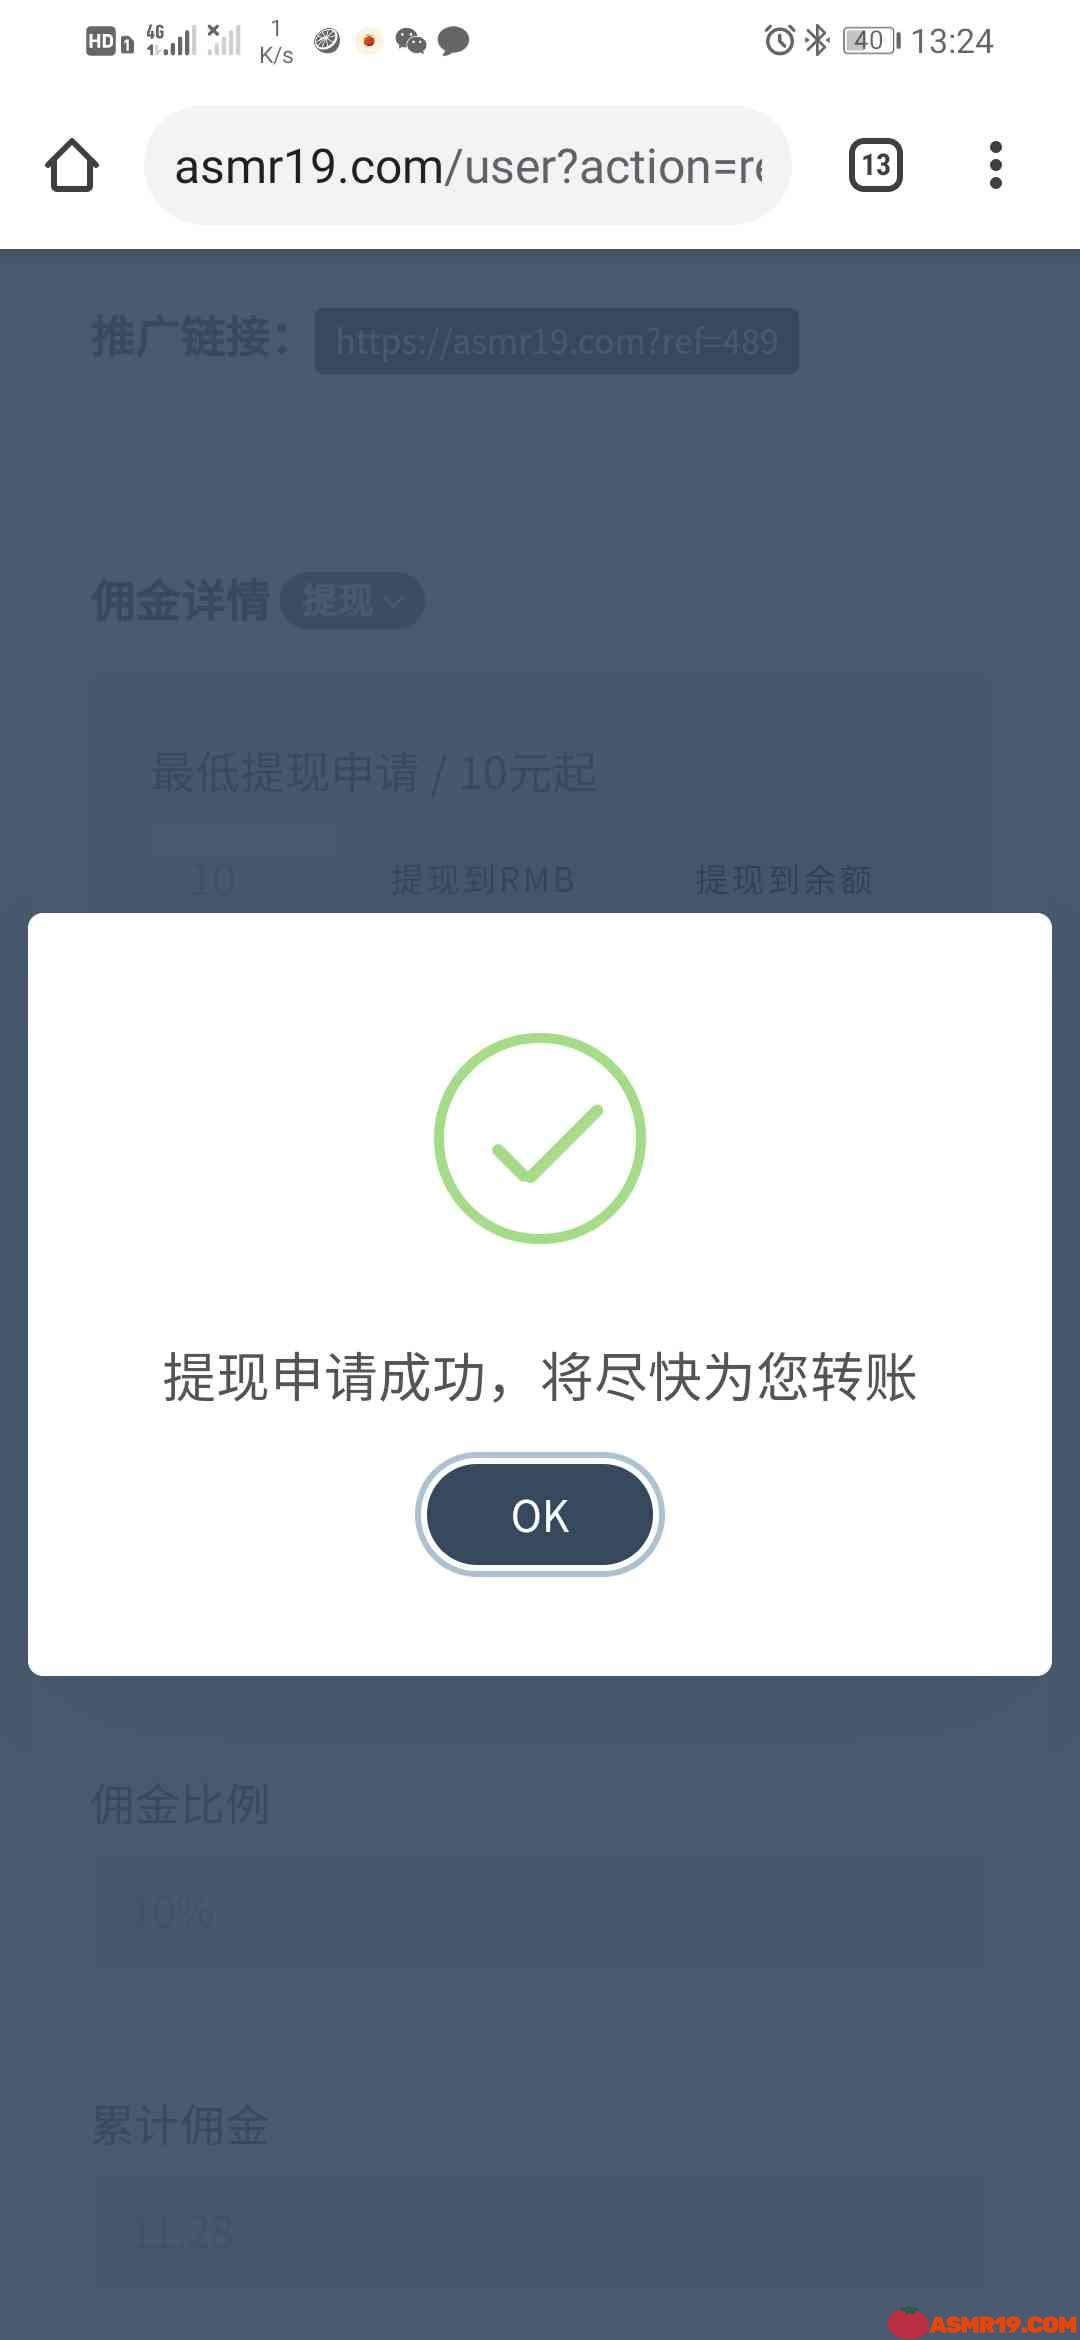 HD 1 4G 1 K/s 40 13:24
asmr19.com/user?action=re
13
推广链接： https://asmr19.com?ref=489
佣金详情 提现
最低提现申请 / 10元起
10 提现到RMB 提现到余额
提现申请成功，将尽快为您转账
OK
佣金比例
10%
累计佣金
11.28
ASMR19.COM